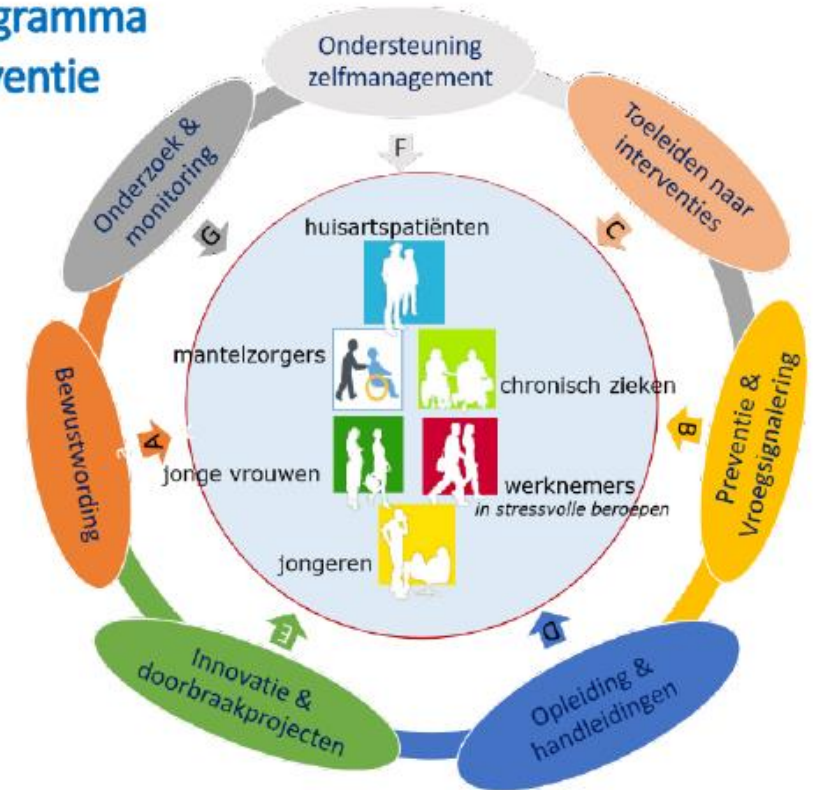 gramma
ventie
Ondersteuning
zelfmanagement
F
Toeleiden naar
interventies
C
Preventie &
Vroegsignalering
B
Opleiding &
handleidingen
D
Innovatie &
doorbraakprojecten
E
Bewustwording
A
Onderzoek &
monitoring
G
huisartspatiënten
mantelzorgers
chronisch zieken
jonge vrouwen
werknemers
in stressvolle beroepen
jongeren